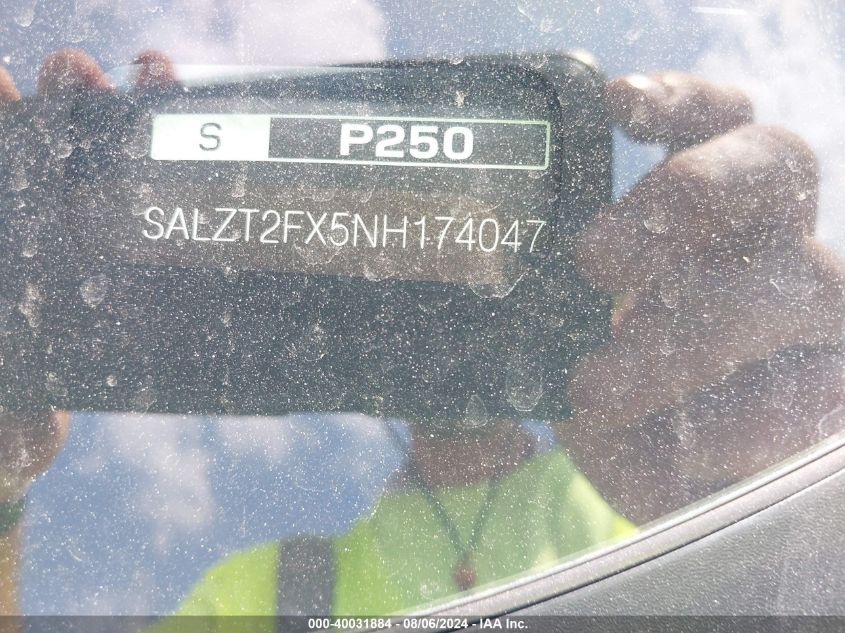 S P250
SALZT2FX5NH174047
000-40031884 - 08/06/2024 - IAA Inc.